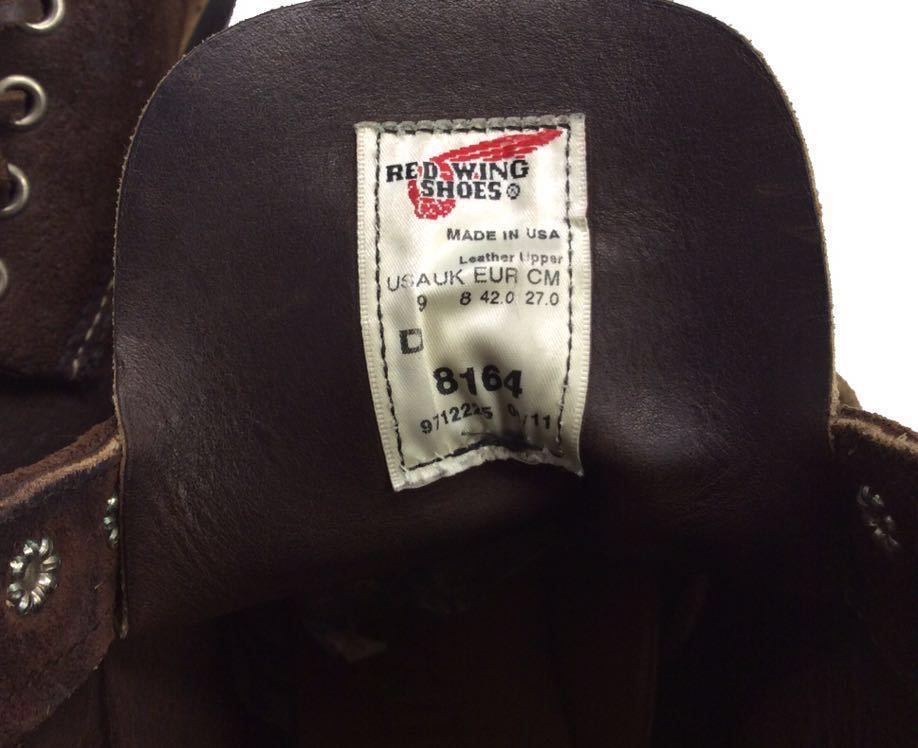 RED WING
SHOES®
MADE IN USA
Leather Upper
USA UK EUR CM
9 8 42.0 27.0
D
8164